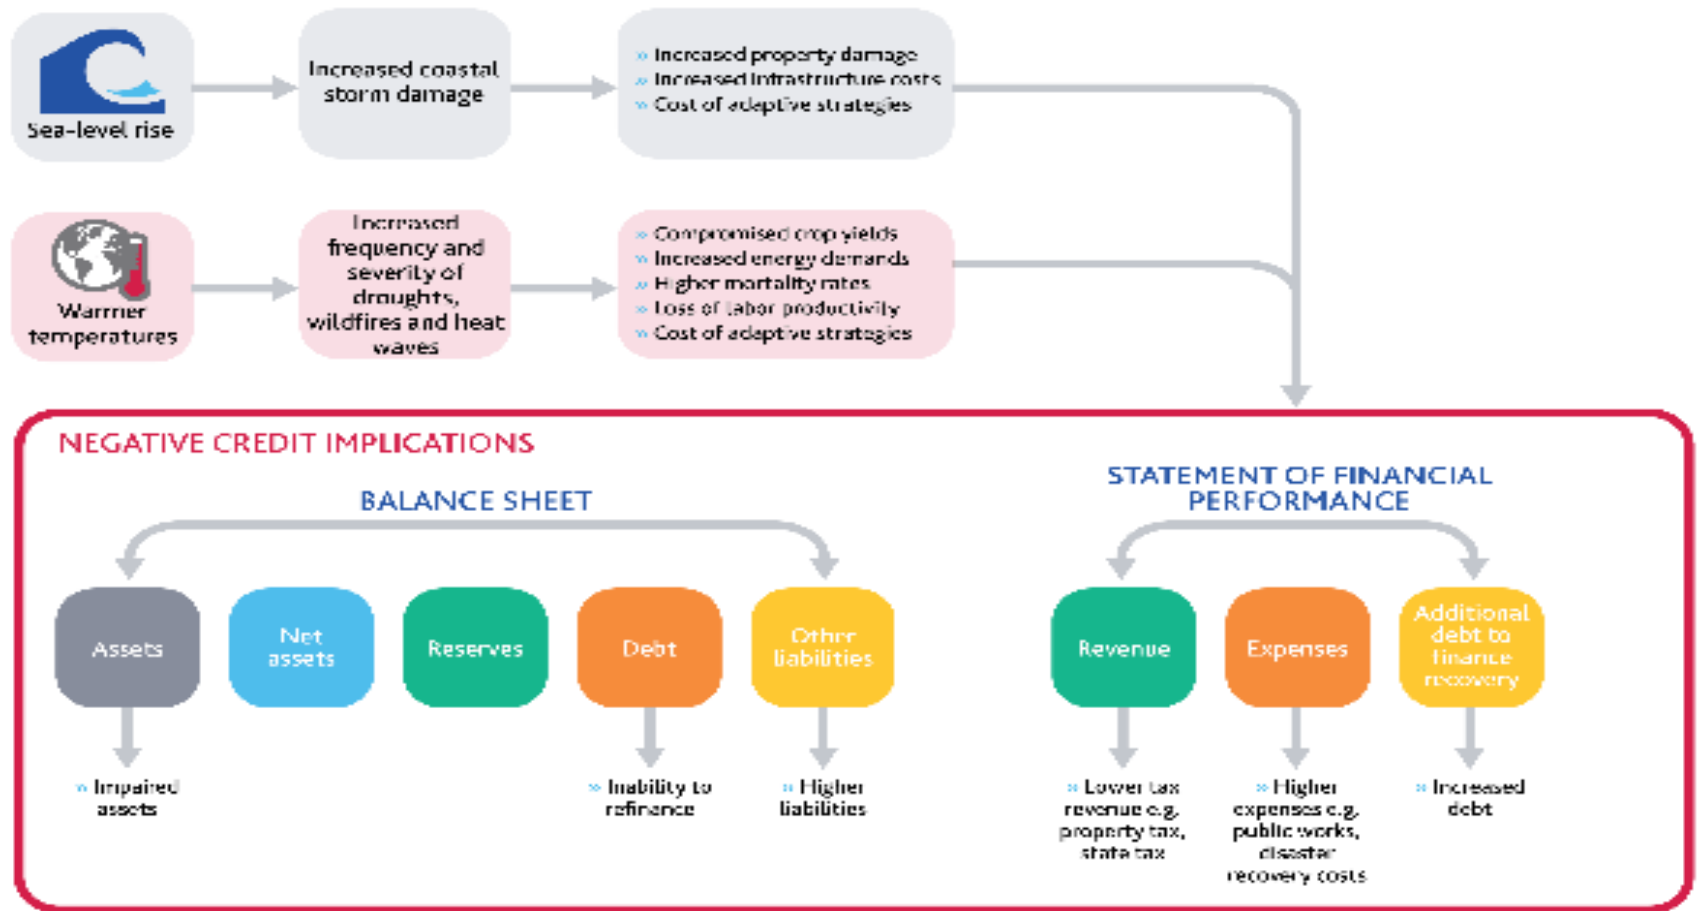 Sea-level rise
Increased coastal
storm damage
» Increased property damage
» Increased infrastructure costs
» Cost of adaptive strategies
Warmer
temperatures
Increased
frequency and
severity of
droughts,
wildfires and heat
waves
» Compromised crop yields
» Increased energy demands
» Higher mortality rates
» Loss of labor productivity
» Cost of adaptive strategies
NEGATIVE CREDIT IMPLICATIONS
BALANCE SHEET
STATEMENT OF FINANCIAL
PERFORMANCE
Assets
Net
assets
Reserves
Debt
Other
liabilities
Revenue
Expenses
Additional
debt to
finance
recovery
» Impaired
assets
» Inability to
refinance
» Higher
liabilities
» Lower tax
revenue e.g.
property tax,
state tax
» Higher
expenses e.g.
public works,
disaster
recovery costs
» Increased
debt